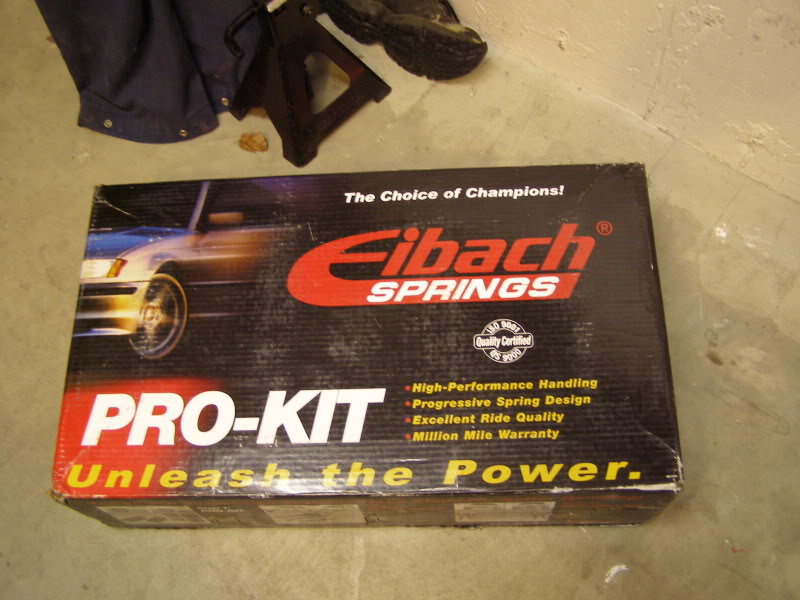 The Choice of Champions!
Eibach®
SPRINGS
ISO 9001
Quality Certified
QS 9000
PRO-KIT
•High-Performance Handling
•Progressive Spring Design
•Excellent Ride Quality
•Million Mile Warranty
Unleash the Power.